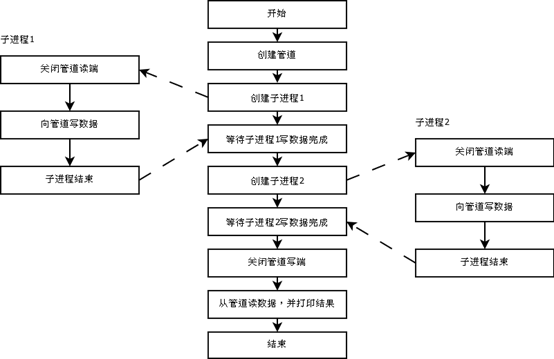 开始
创建管道
创建子进程1
等待子进程1写数据完成
创建子进程2
等待子进程2写数据完成
关闭管道写端
从管道读数据，并打印结果
结束
子进程1
关闭管道读端
向管道写数据
子进程结束
子进程2
关闭管道读端
向管道写数据
子进程结束